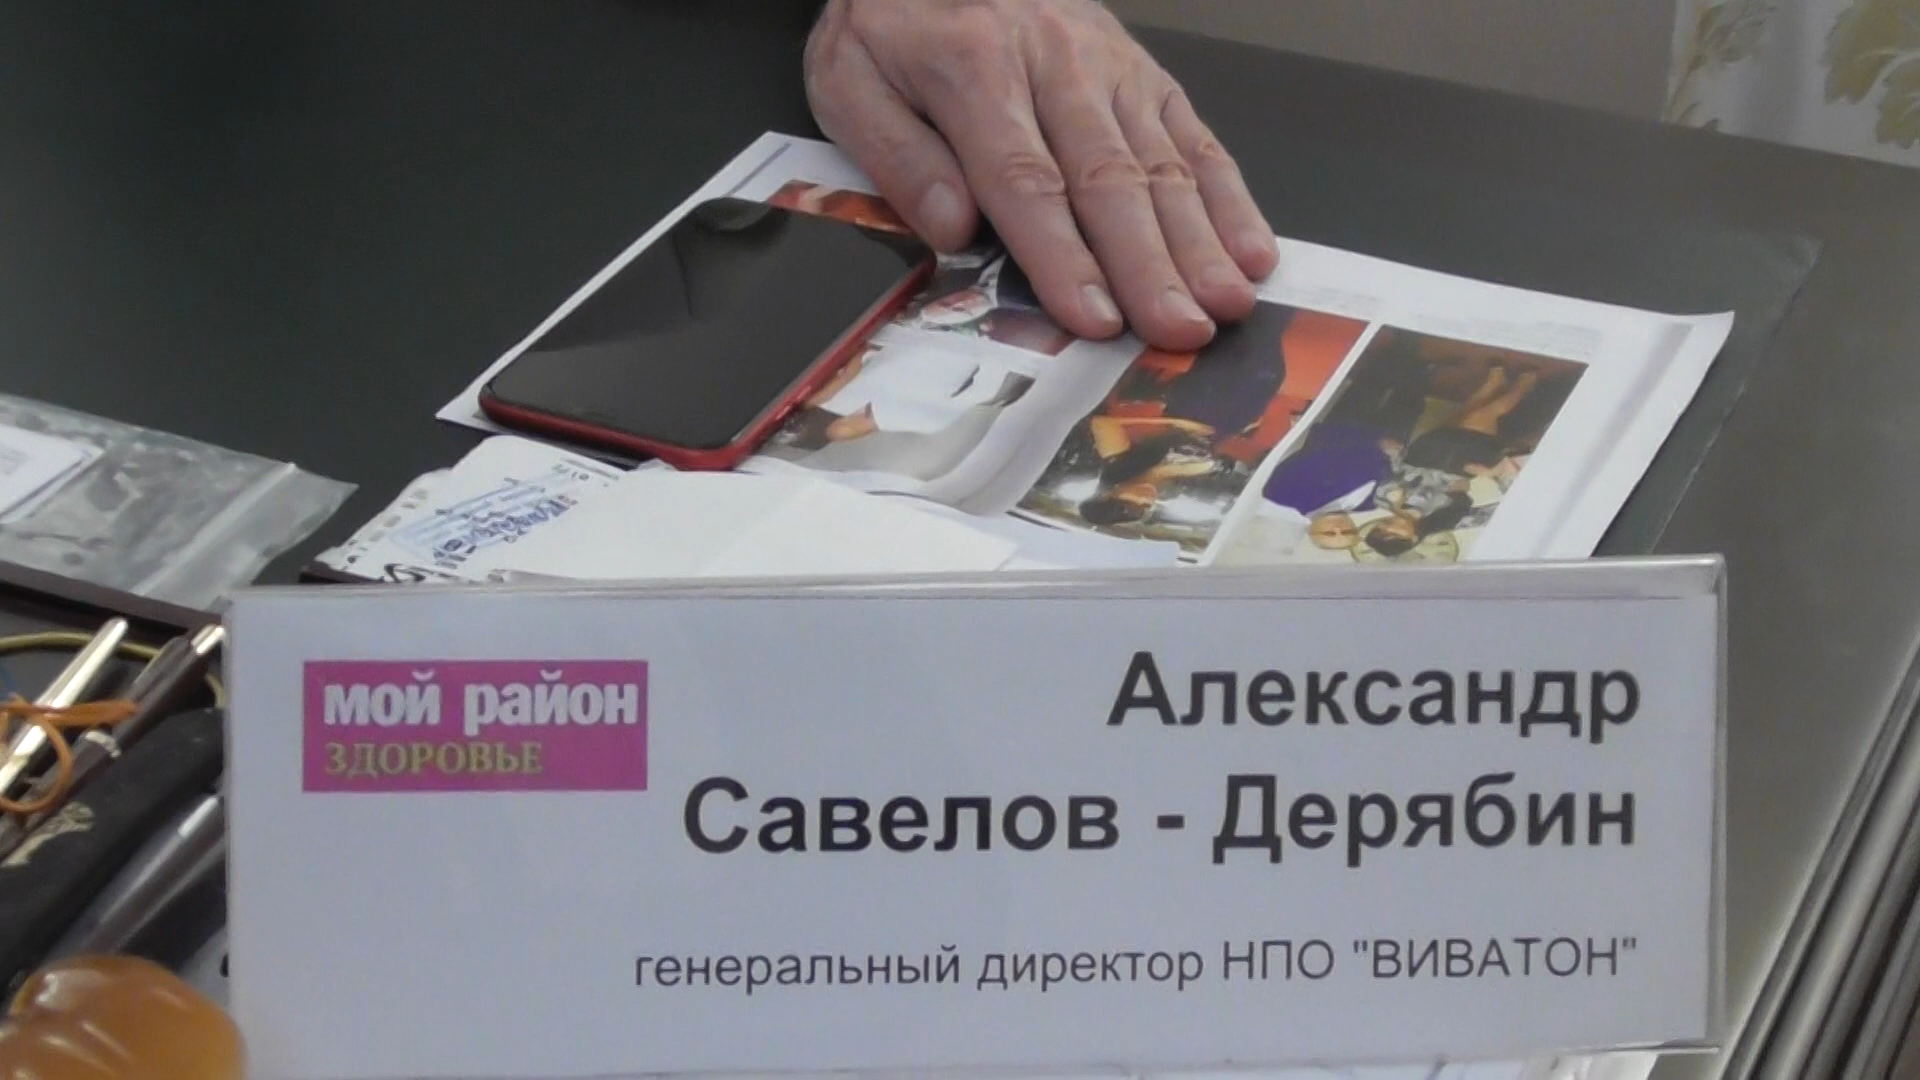 мой район
ЗДОРОВЬЕ
Александр
Савелов - Дерябин
генеральный директор НПО "ВИВАТОН"